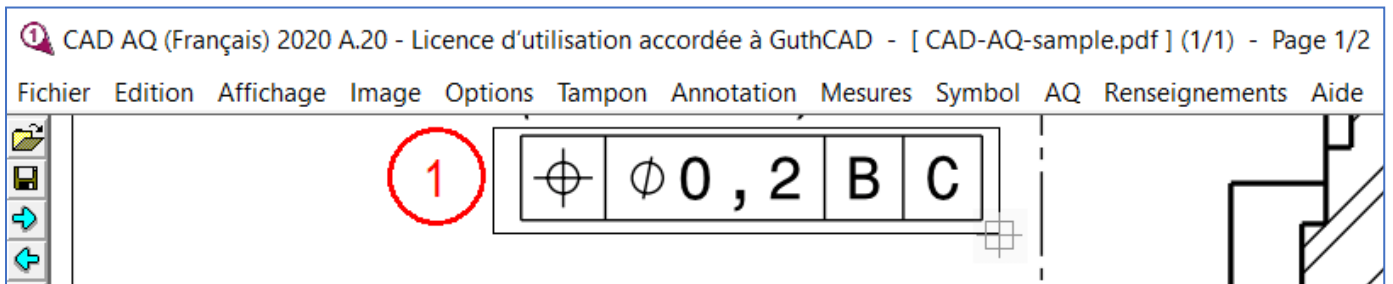 CAD AQ (Français) 2020 A.20 - Licence d’utilisation accordée à GuthCAD - [ CAD-AQ-sample.pdf ] (1/1) - Page 1/2
Fichier Edition Affichage Image Options Tampon Annotation Mesures Symbol AQ Renseignements Aide
1 ⌖ ∅0,2 B C